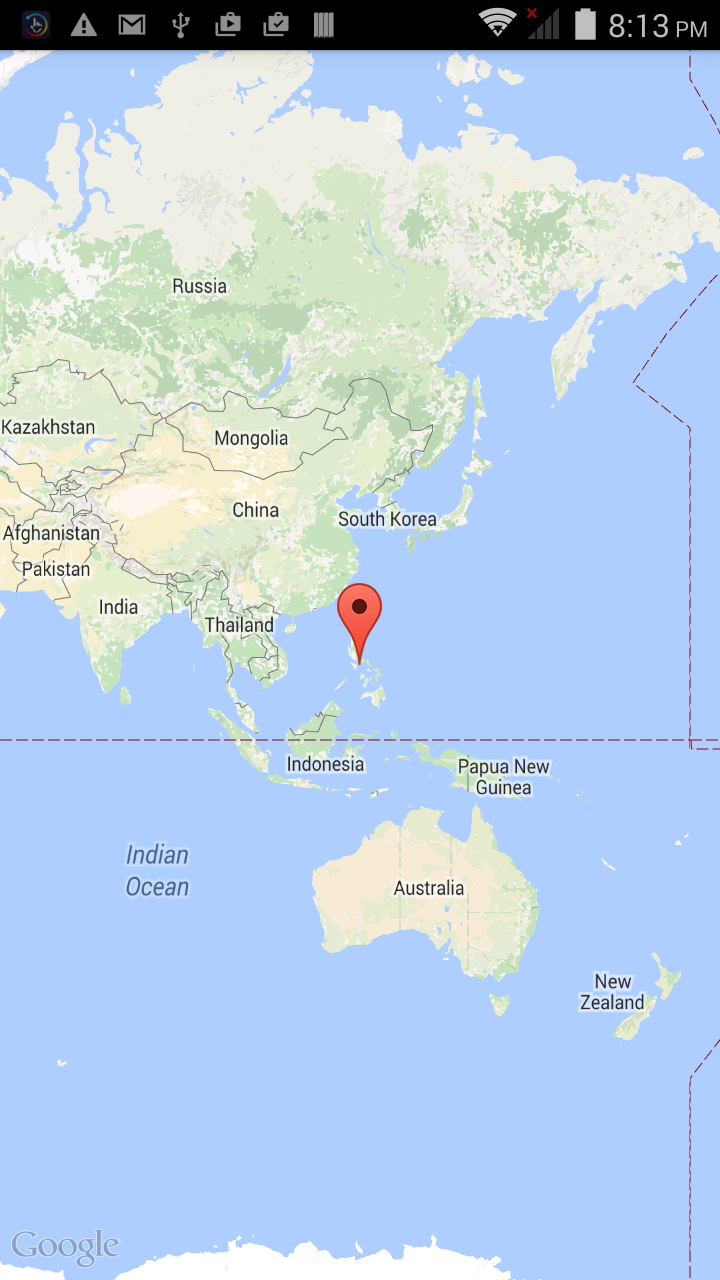 8:13 PM
Russia
Kazakhstan
Mongolia
China
South Korea
Afghanistan
Pakistan
India
Thailand
Indonesia
Papua New
Guinea
Indian
Ocean
Australia
New
Zealand
Google